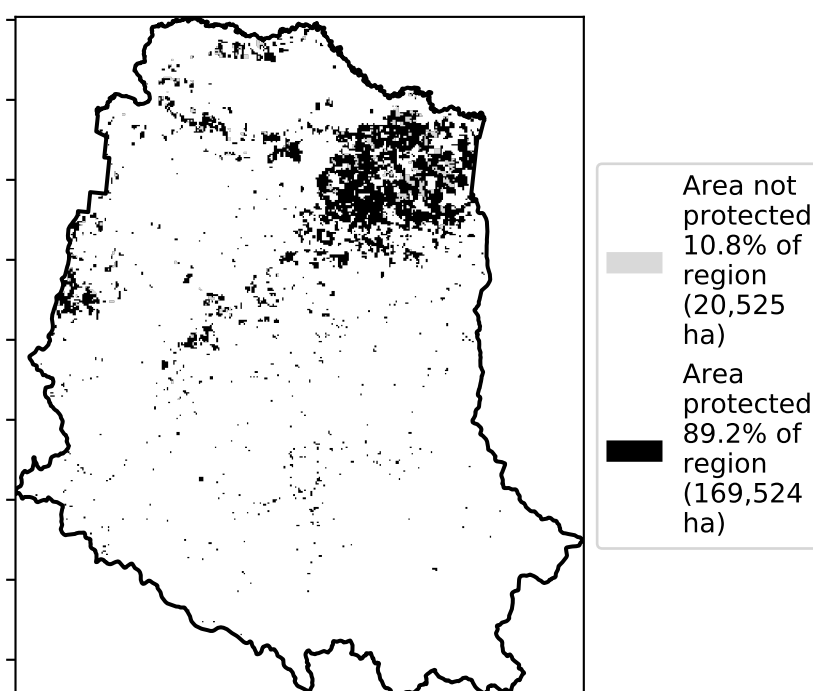 Area not
protected
10.8% of
region
(20,525
ha)
Area
protected
89.2% of
region
(169,524
ha)